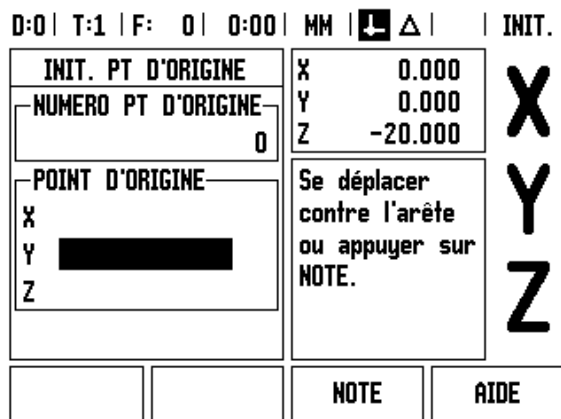 D:0 | T:1 | F: 0 | 0:00 | MM | Δ | | INIT.
INIT. PT D'ORIGINE
NUMERO PT D'ORIGINE
0
POINT D'ORIGINE
X
Y
Z
X 0.000
Y 0.000
Z -20.000
Se déplacer
contre l'arête
ou appuyer sur
NOTE.
X
Y
Z
NOTE
AIDE